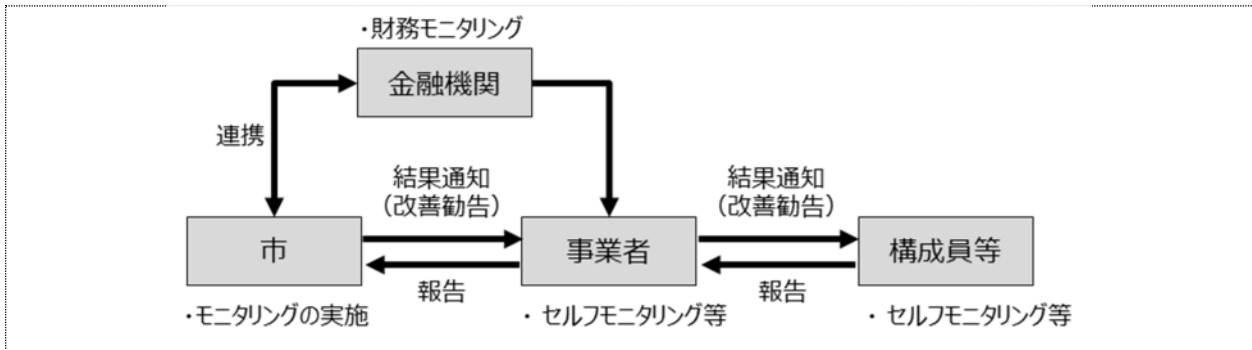 ・財務モニタリング
金融機関
連携
結果通知
（改善勧告）
結果通知
（改善勧告）
市
事業者
構成員等
報告
報告
・モニタリングの実施
・ セルフモニタリング等
・ セルフモニタリング等